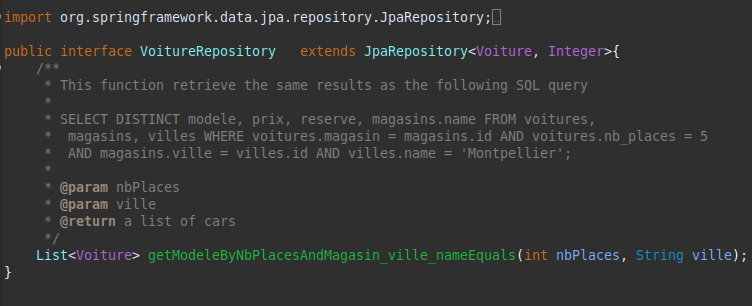 import org.springframework.data.jpa.repository.JpaRepository;
public interface VoitureRepository   extends JpaRepository<Voiture, Integer>{
    /**
     * This function retrieve the same results as the following SQL query
     *
     * SELECT DISTINCT modele, prix, reserve, magasins.name FROM voitures,
     *  magasins, villes WHERE voitures.magasin = magasins.id AND voitures.nb_places = 5
     *  AND magasins.ville = villes.id AND villes.name = 'Montpellier';
     *
     * @param nbPlaces
     * @param ville
     * @return a list of cars
     */
    List<Voiture> getModeleByNbPlacesAndMagasin_ville_nameEquals(int nbPlaces, String ville);
}